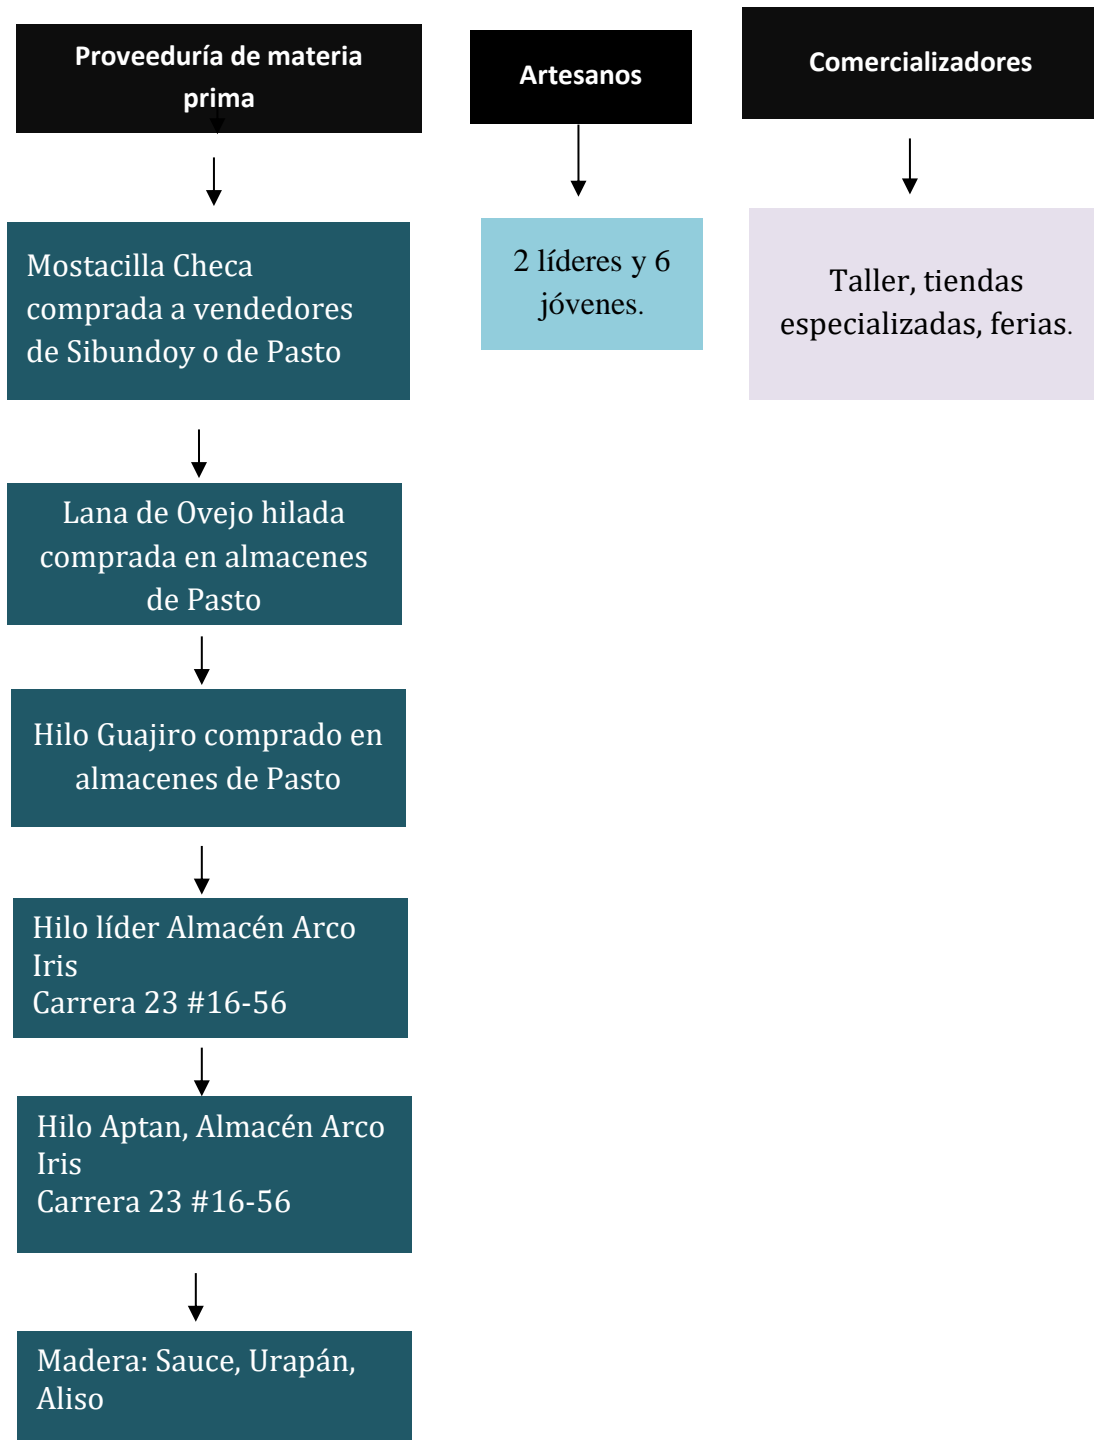 Proveeduría de materia
prima
Artesanos
Comercializadores
Mostacilla Checa
comprada a vendedores
de Sibundoy o de Pasto
2 líderes y 6
jóvenes.
Taller, tiendas
especializadas, ferias.
Lana de Ovejo hilada
comprada en almacenes
de Pasto
Hilo Guajiro comprado en
almacenes de Pasto
Hilo líder Almacén Arco
Iris
Carrera 23 #16-56
Hilo Aptan, Almacén Arco
Iris
Carrera 23 #16-56
Madera: Sauce, Urapán,
Aliso